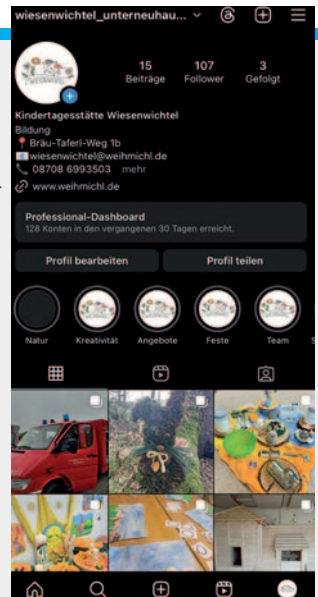 wiesenwichtel_unterneuhau...
15 107 3
Beiträge Follower Gefolgt
Kindertagesstätte Wiesenwichtel
Bildung
Bräu-Taferl-Weg 1b
wiesenwichtel@weihmichl.de
08708 6993503 mehr
www.weihmichl.de
Professional-Dashboard
128 Konten in den vergangenen 30 Tagen erreicht.
Profil bearbeiten Profil teilen
Natur Kreativität Angebote Feste Team S